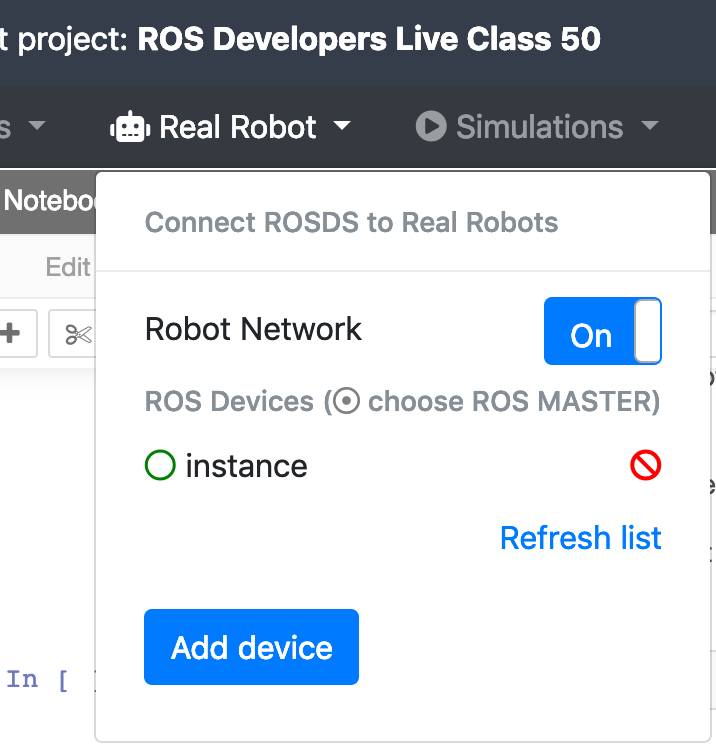 t project: ROS Developers Live Class 50
s Real Robot Simulations
Notebo
Connect ROSDS to Real Robots
Edit
Robot Network On
ROS Devices (⦿ choose ROS MASTER)
instance
Refresh list
Add device
In [